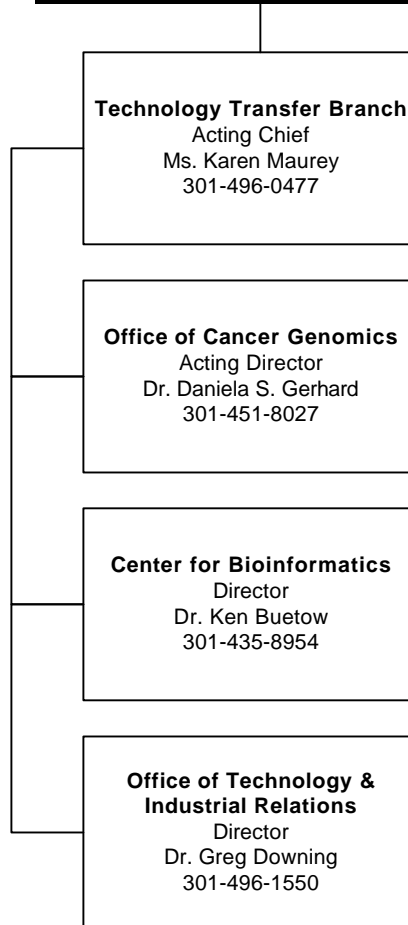 Technology Transfer Branch
Acting Chief
Ms. Karen Maurey
301-496-0477
Office of Cancer Genomics
Acting Director
Dr. Daniela S. Gerhard
301-451-8027
Center for Bioinformatics
Director
Dr. Ken Buetow
301-435-8954
Office of Technology &
Industrial Relations
Director
Dr. Greg Downing
301-496-1550